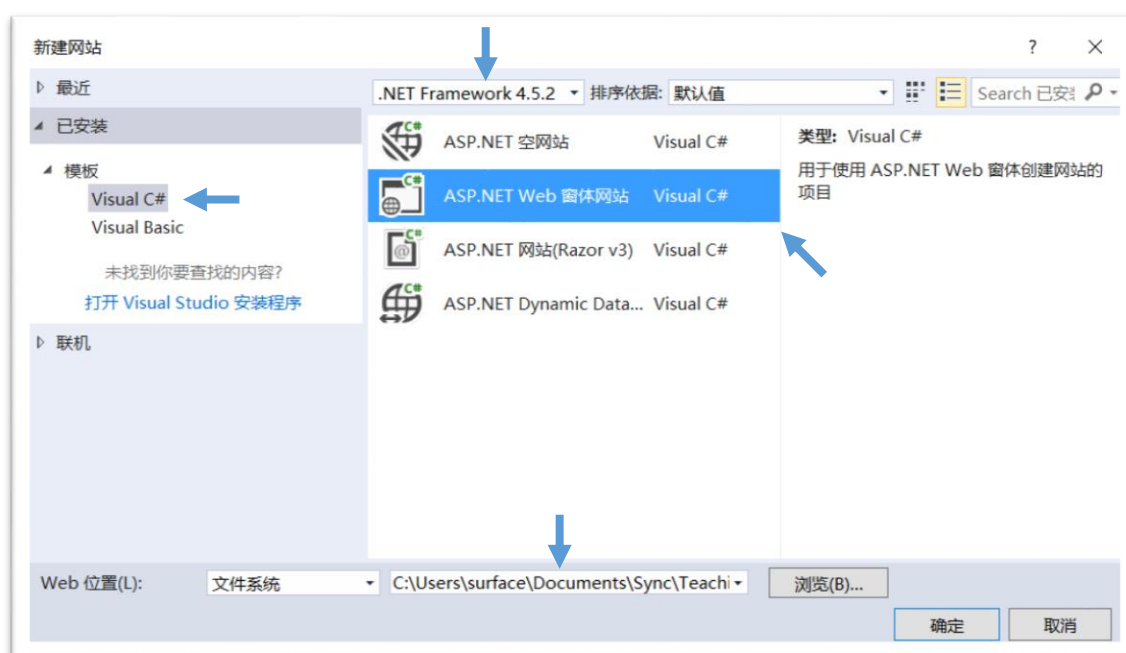 新建网站
最近
.NET Framework 4.5.2 排序依据: 默认值
Search 已安
已安装
模板
Visual C#
Visual Basic
未找到你要查找的内容?
打开 Visual Studio 安装程序
联机
ASP.NET 空网站 Visual C#
ASP.NET Web 窗体网站 Visual C#
ASP.NET 网站(Razor v3) Visual C#
ASP.NET Dynamic Data... Visual C#
类型: Visual C#
用于使用 ASP.NET Web 窗体创建网站的
项目
Web 位置(L): 文件系统 C:\Users\surface\Documents\Sync\Teachi 浏览(B)...
确定 取消